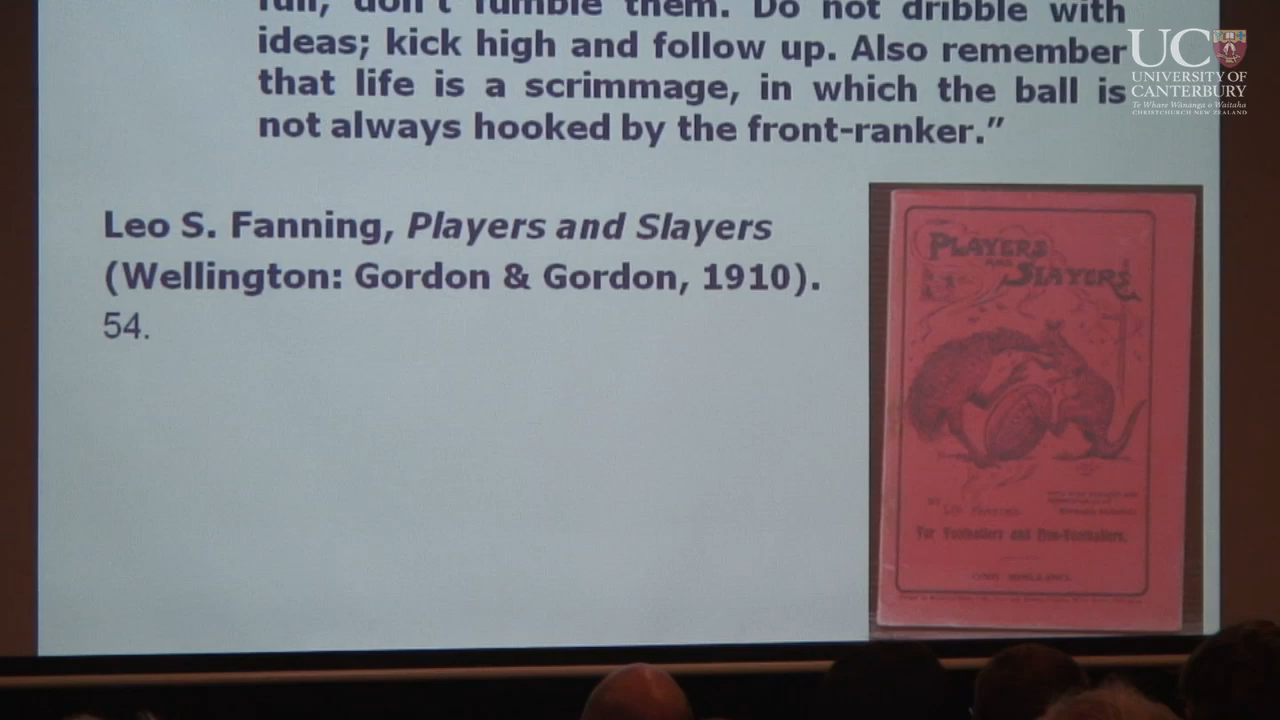 full, don't fumble them. Do not dribble with
ideas; kick high and follow up. Also remember
that life is a scrimmage, in which the ball is
not always hooked by the front-ranker.”
Leo S. Fanning, Players and Slayers
(Wellington: Gordon & Gordon, 1910).
54.
UC
UNIVERSITY OF
CANTERBURY
Te Whare Wānanga o Waitaha
CHRISTCHURCH NEW ZEALAND
PLAYERS
AND
SLAYERS
BY
LEO FANNING
For Footballers and Non-Footballers.